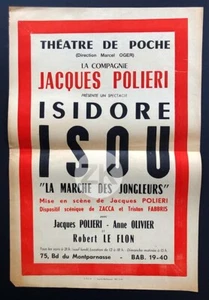 THÉATRE DE POCHE
(Direction Marcel OGER)
LA COMPAGNIE
JACQUES POLIERI
PRÉSENTE UN SPECTACLE
ISIDORE
ISOU
"LA MARCHE DES JONGLEURS"
Mise en scène de Jacques POLIERI
Dispositif scénique de ZACCA et Tristan FABBRIS
avec
Jacques POLIERI - Anne OLIVIER
et
Robert LE FLON
75, Bd du Montparnasse - BAB. 19-40